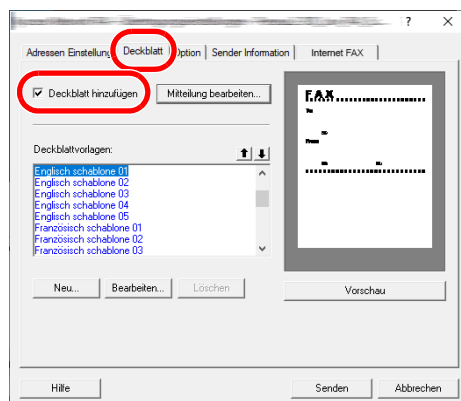 ?
Adressen Einstellung Deckblatt Option Sender Information Internet FAX
Deckblatt hinzufügen Mitteilung bearbeiten...
FAX
Deckblattvorlagen:
Englisch schablone 01
Englisch schablone 02
Englisch schablone 03
Englisch schablone 04
Englisch schablone 05
Französisch schablone 01
Französisch schablone 02
Französisch schablone 03
Neu... Bearbeiten... Löschen Vorschau
Hilfe Senden Abbrechen